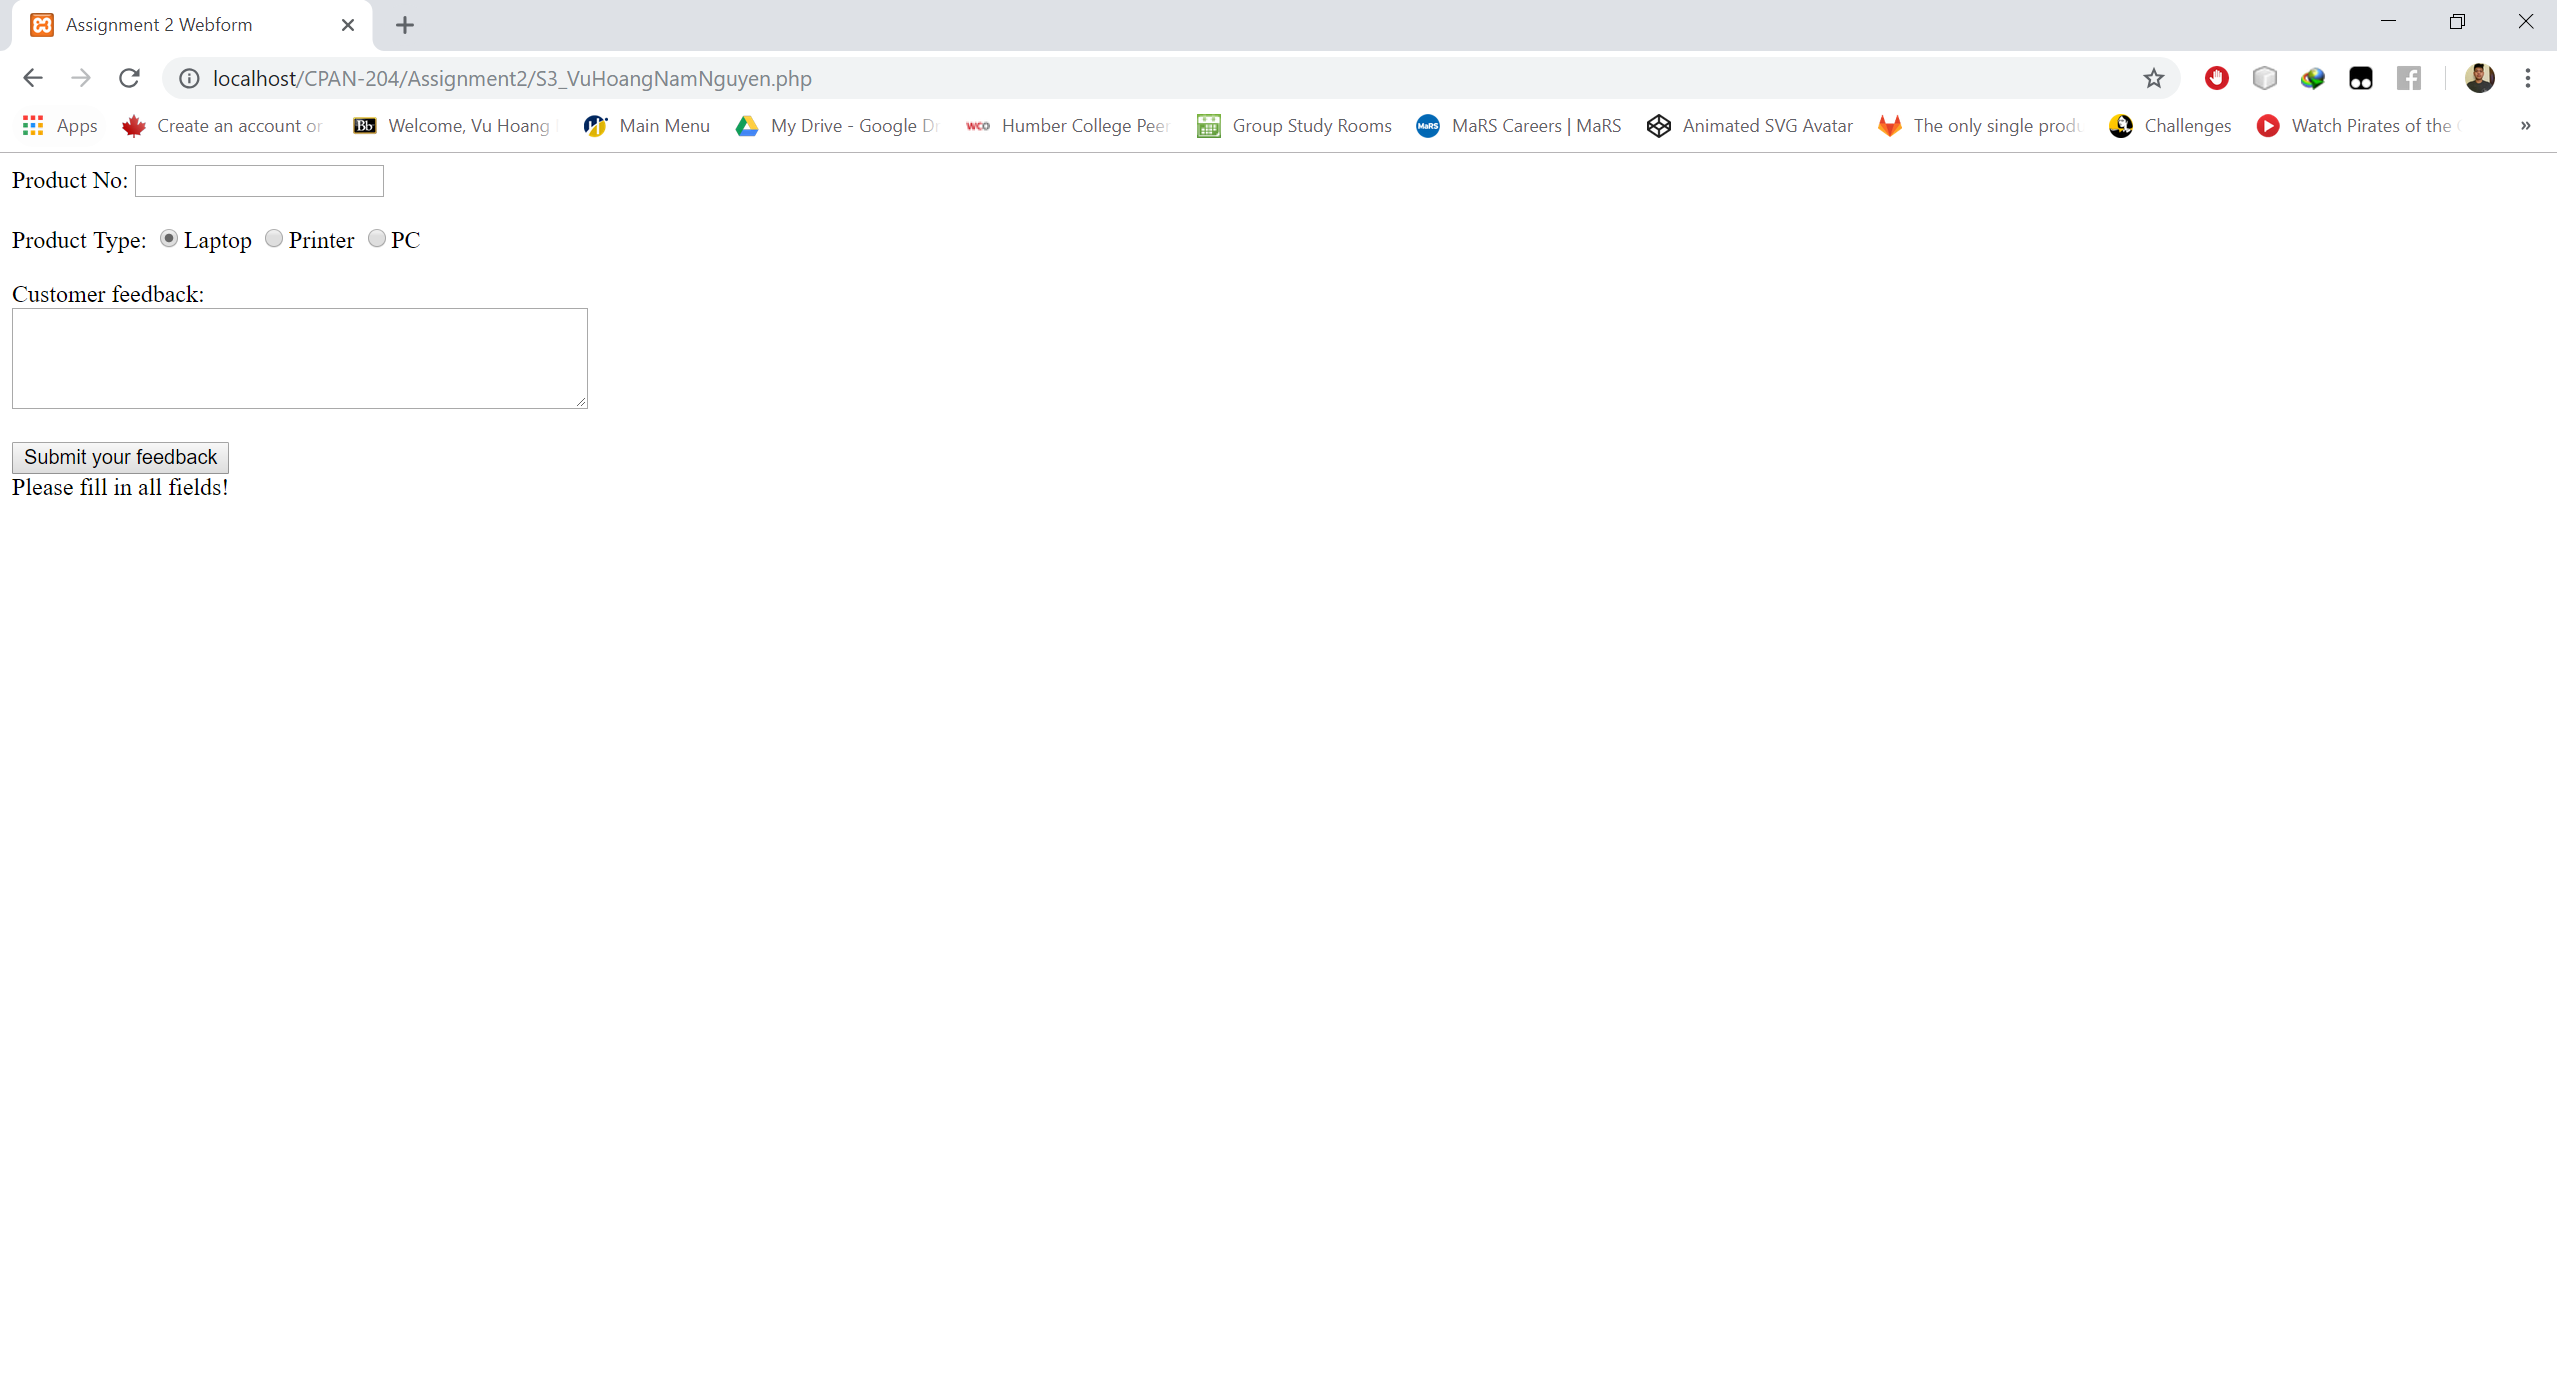 Assignment 2 Webform
localhost/CPAN-204/Assignment2/S3_VuHoangNamNguyen.php
Apps Create an account or Bb Welcome, Vu Hoang Main Menu My Drive - Google Dr WCO Humber College Peer Group Study Rooms MaRS MaRS Careers | MaRS Animated SVG Avatar The only single produ Challenges Watch Pirates of the »
Product No:
Product Type: Laptop Printer PC
Customer feedback:
Submit your feedback
Please fill in all fields!